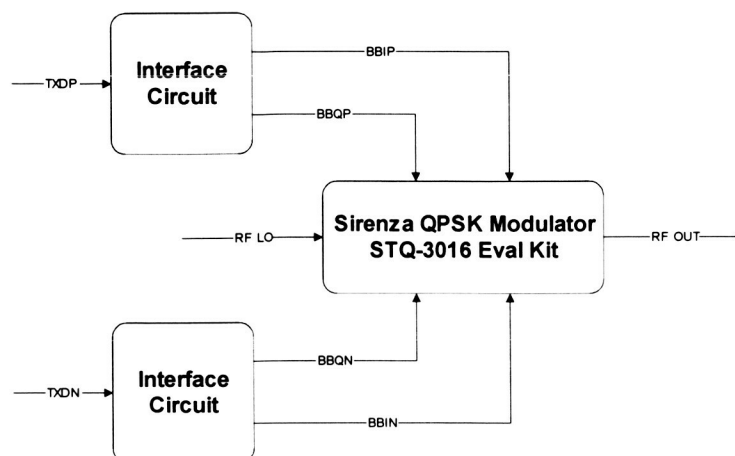 BBIP
Interface
Circuit
TXDP
BBQP
Sirenza QPSK Modulator
STQ-3016 Eval Kit
RF LO
RF OUT
BBQN
Interface
Circuit
TXDN
BBIN